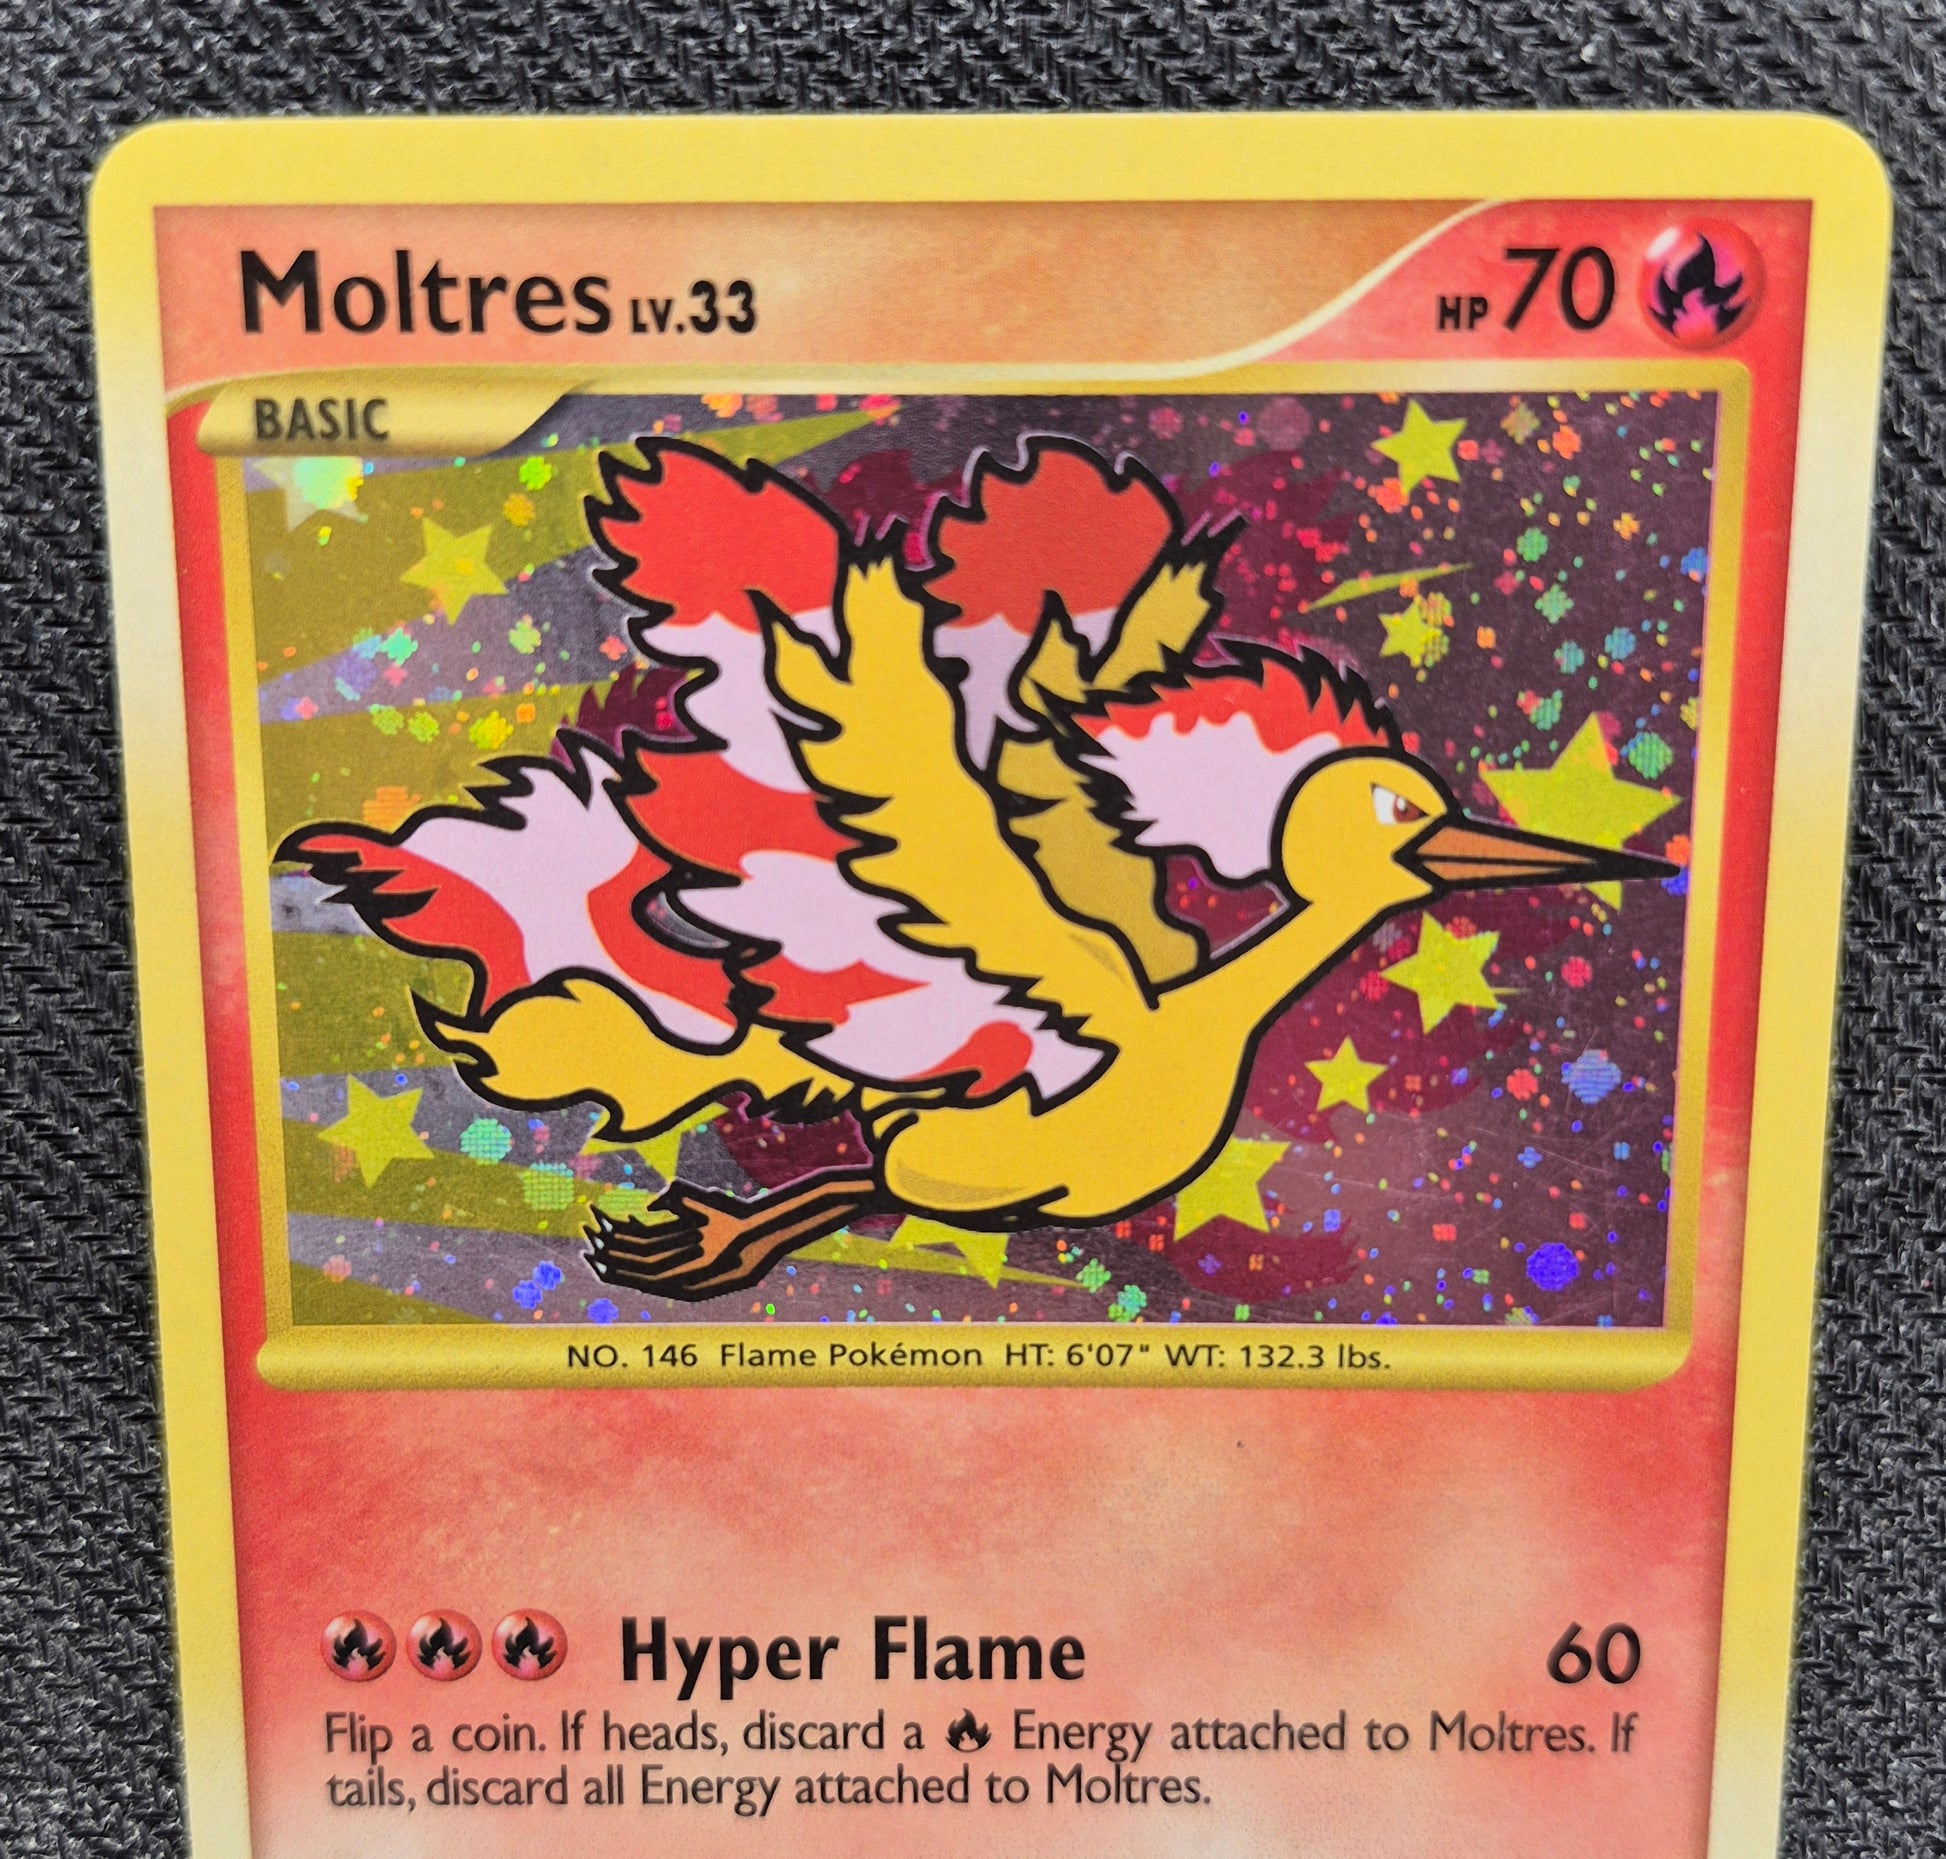 Moltres LV.33 HP 70
BASIC
NO. 146 Flame Pokémon HT: 6'07" WT: 132.3 lbs.
Hyper Flame 60
Flip a coin. If heads, discard a Energy attached to Moltres. If
tails, discard all Energy attached to Moltres.